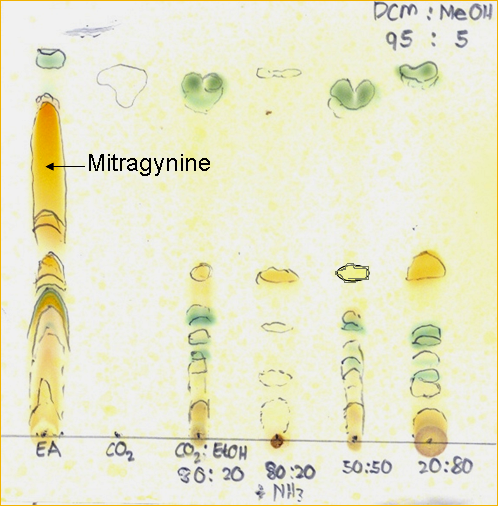 DCM : MeOH
95 : 5
Mitragynine
EA CO₂ CO₂ : EtOH
80 : 20 80:20 50:50 20:80
+ NH₃